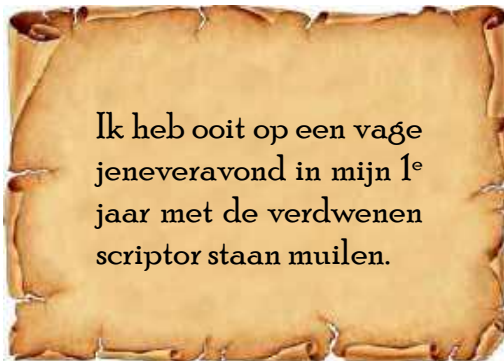 Ik heb ooit op een vage
jeneveravond in mijn 1e
jaar met de verdwenen
scriptor staan muilen.